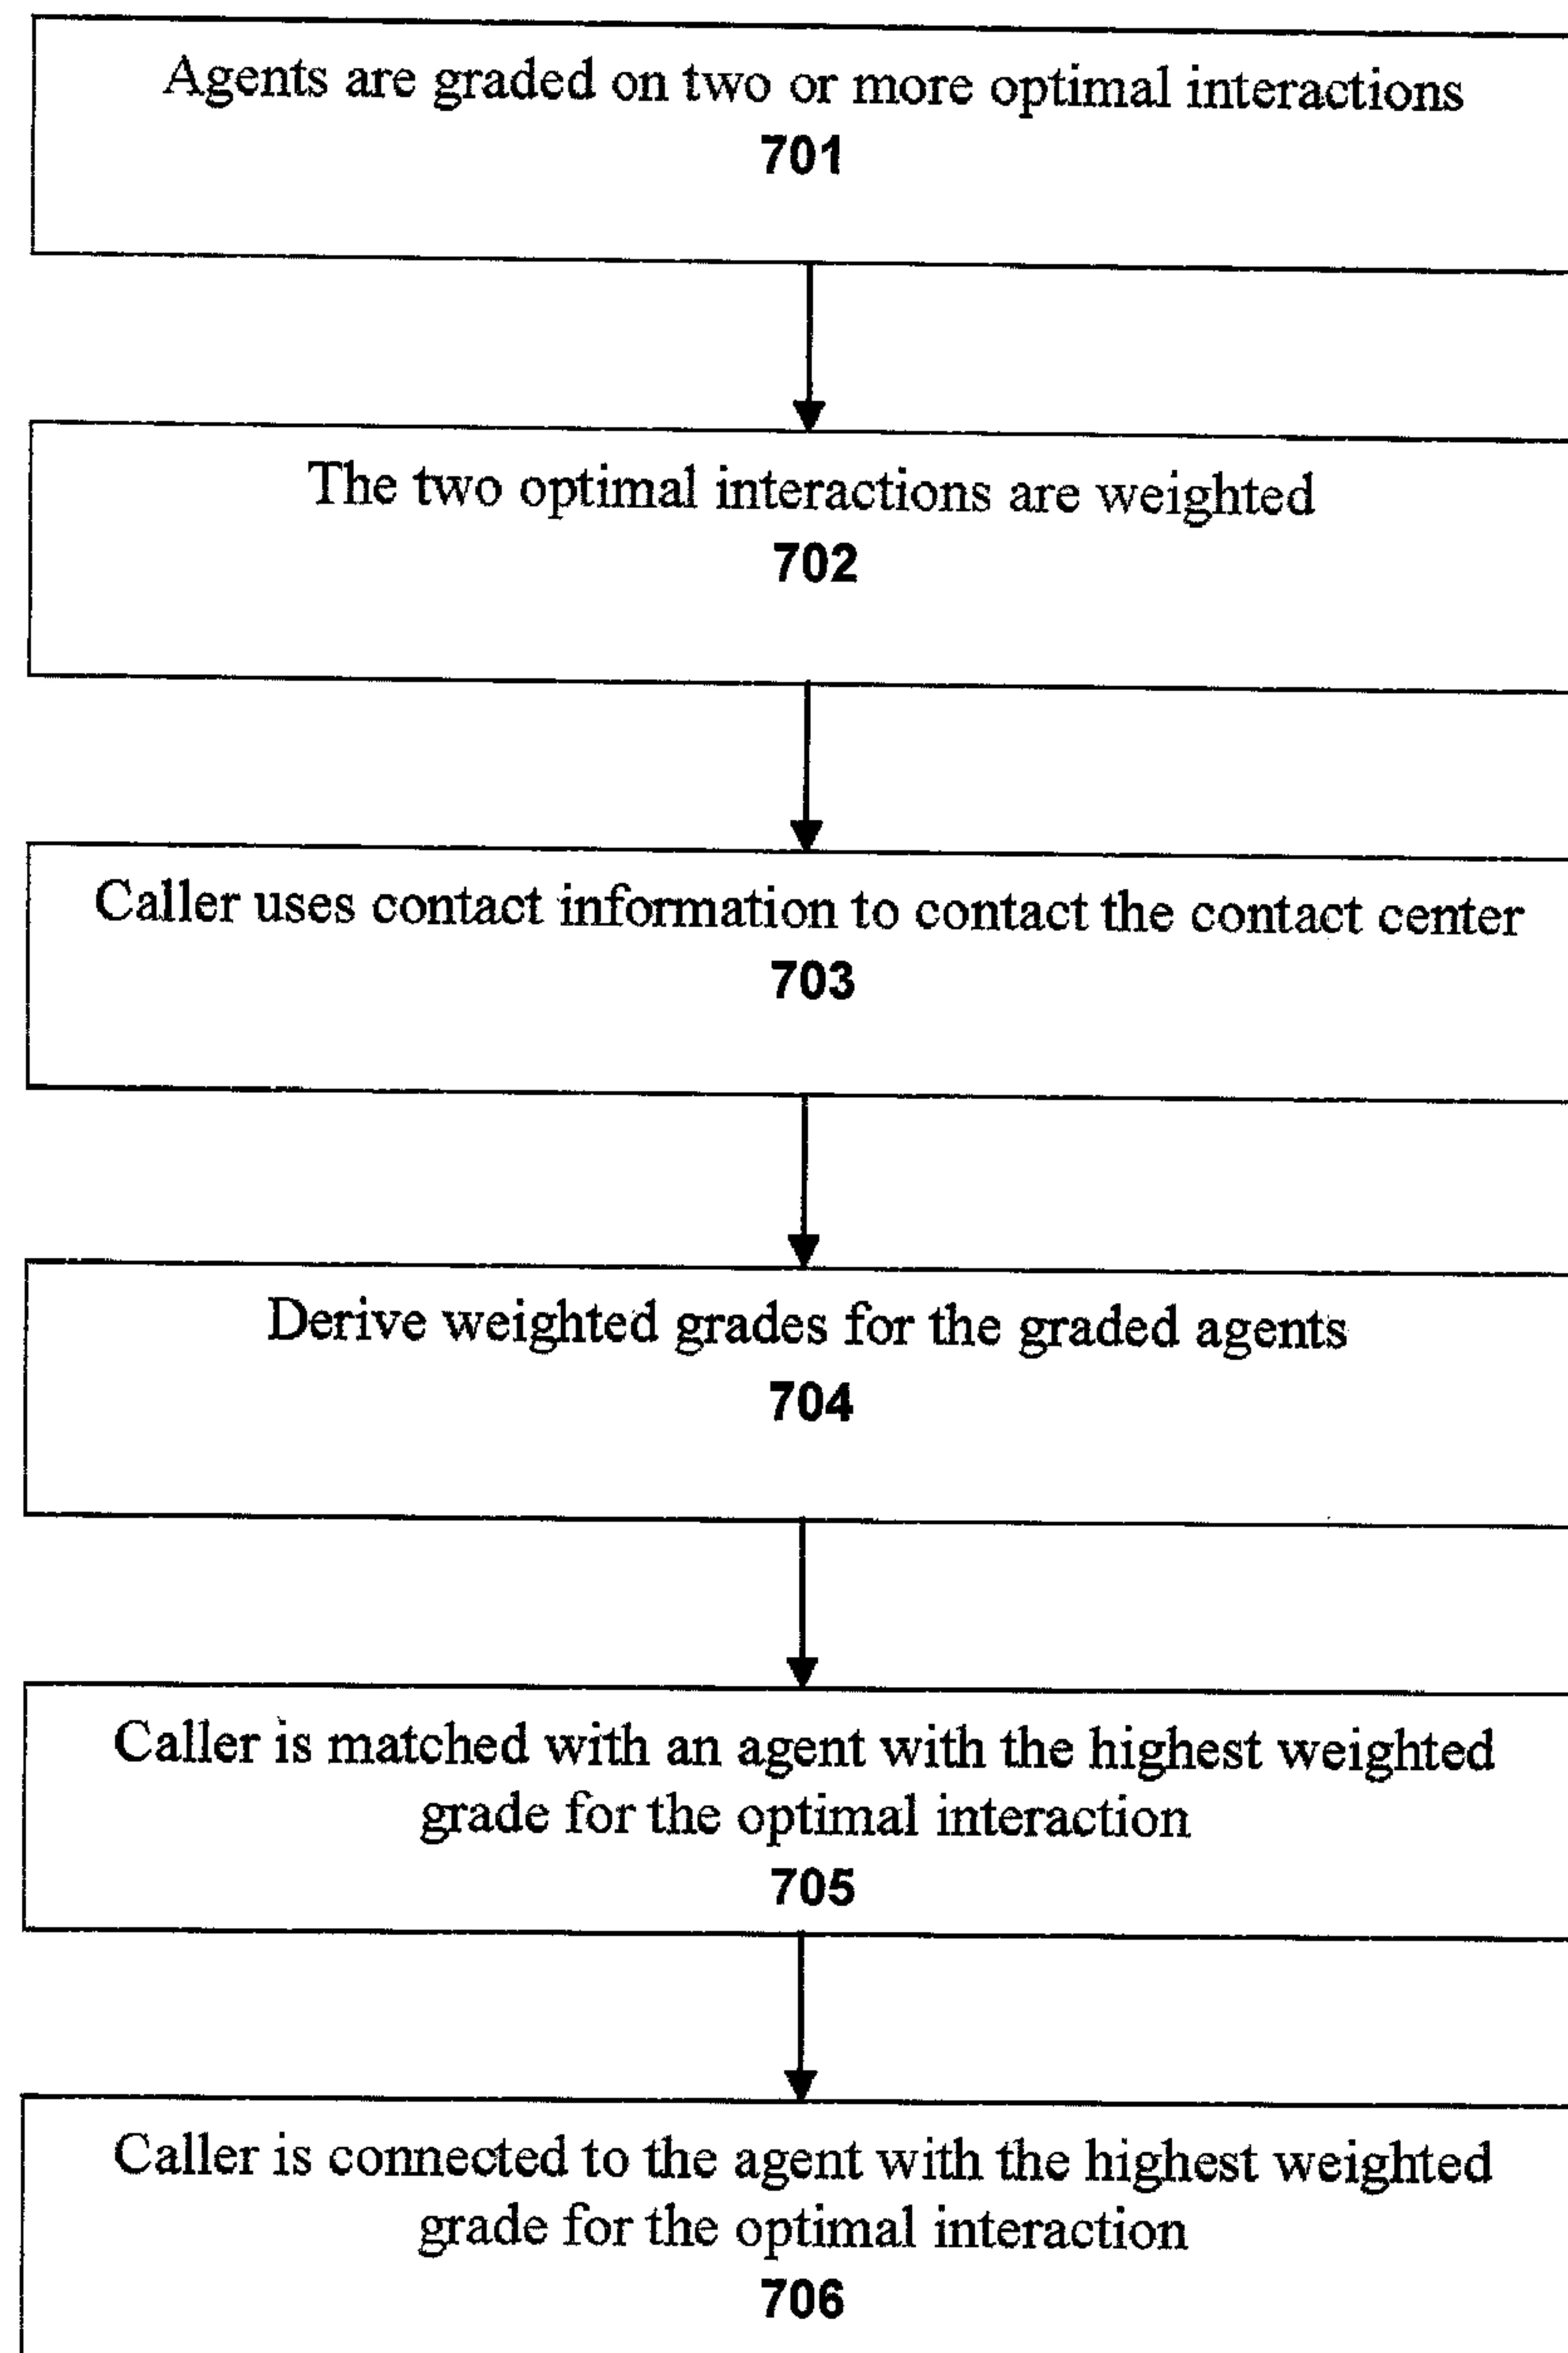 Agents are graded on two or more optimal interactions
701
The two optimal interactions are weighted
702
Caller uses contact information to contact the contact center
703
Derive weighted grades for the graded agents
704
Caller is matched with an agent with the highest weighted
grade for the optimal interaction
705
Caller is connected to the agent with the highest weighted
grade for the optimal interaction
706